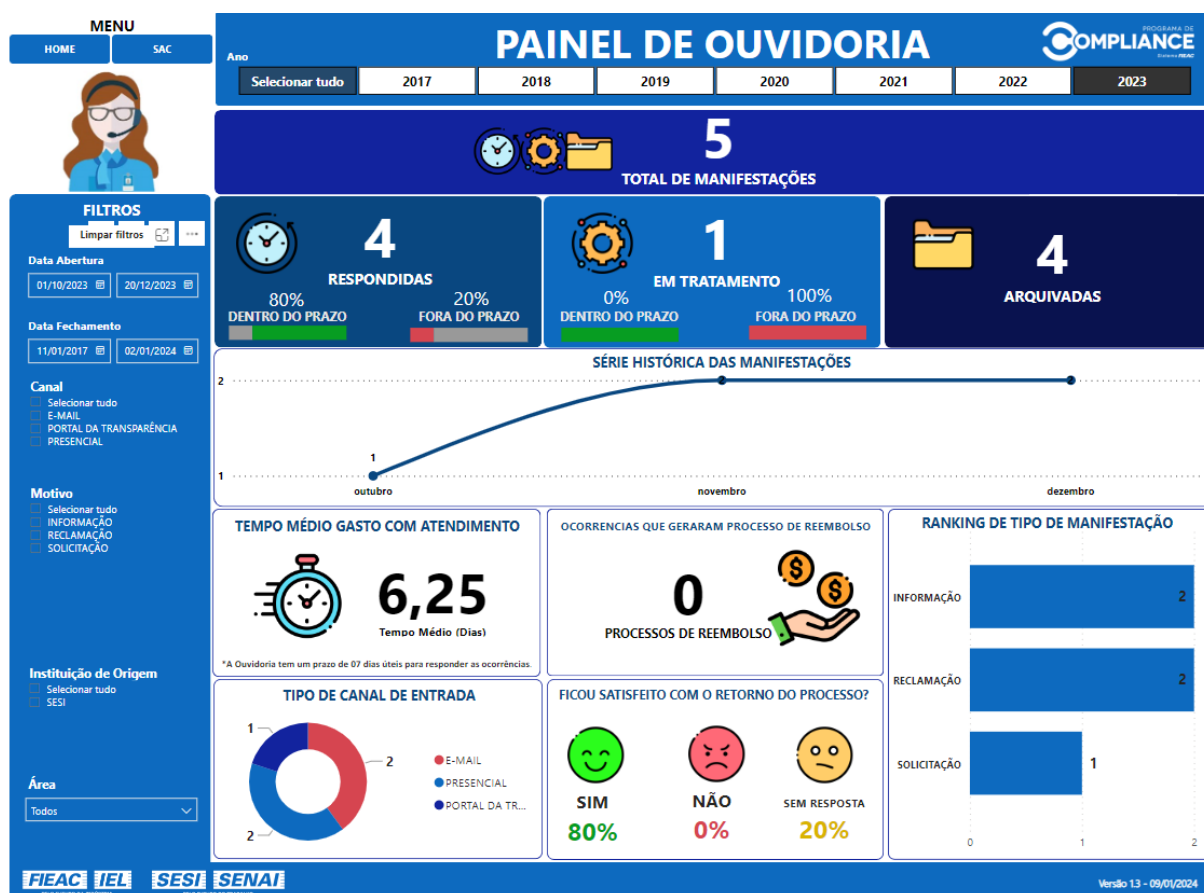 MENU
HOME
SAC
PAINEL DE OUVIDORIA
PROGRAMA DE
COMPLIANCE
Sistema FIEAC
Ano
Selecionar tudo
2017
2018
2019
2020
2021
2022
2023
5
TOTAL DE MANIFESTAÇÕES
FILTROS
Limpar filtros
Data Abertura
01/10/2023
20/12/2023
Data Fechamento
11/01/2017
02/01/2024
Canal
Selecionar tudo
E-MAIL
PORTAL DA TRANSPARÊNCIA
PRESENCIAL
Motivo
Selecionar tudo
INFORMAÇÃO
RECLAMAÇÃO
SOLICITAÇÃO
Instituição de Origem
Selecionar tudo
SESI
Área
Todos
4
RESPONDIDAS
80%
DENTRO DO PRAZO
20%
FORA DO PRAZO
1
EM TRATAMENTO
0%
DENTRO DO PRAZO
100%
FORA DO PRAZO
4
ARQUIVADAS
SÉRIE HISTÓRICA DAS MANIFESTAÇÕES
2
2
2
1
1
outubro
novembro
dezembro
TEMPO MÉDIO GASTO COM ATENDIMENTO
6,25
Tempo Médio (Dias)
*A Ouvidoria tem um prazo de 07 dias úteis para responder as ocorrências.
OCORRENCIAS QUE GERARAM PROCESSO DE REEMBOLSO
0
PROCESSOS DE REEMBOLSO
RANKING DE TIPO DE MANIFESTAÇÃO
INFORMAÇÃO
2
RECLAMAÇÃO
2
SOLICITAÇÃO
1
0
1
2
TIPO DE CANAL DE ENTRADA
1
2
2
E-MAIL
PRESENCIAL
PORTAL DA TR...
FICOU SATISFEITO COM O RETORNO DO PROCESSO?
SIM
80%
NÃO
0%
SEM RESPOSTA
20%
FIEAC IEL SESI SENAI
Versão 1.3 - 09/01/2024